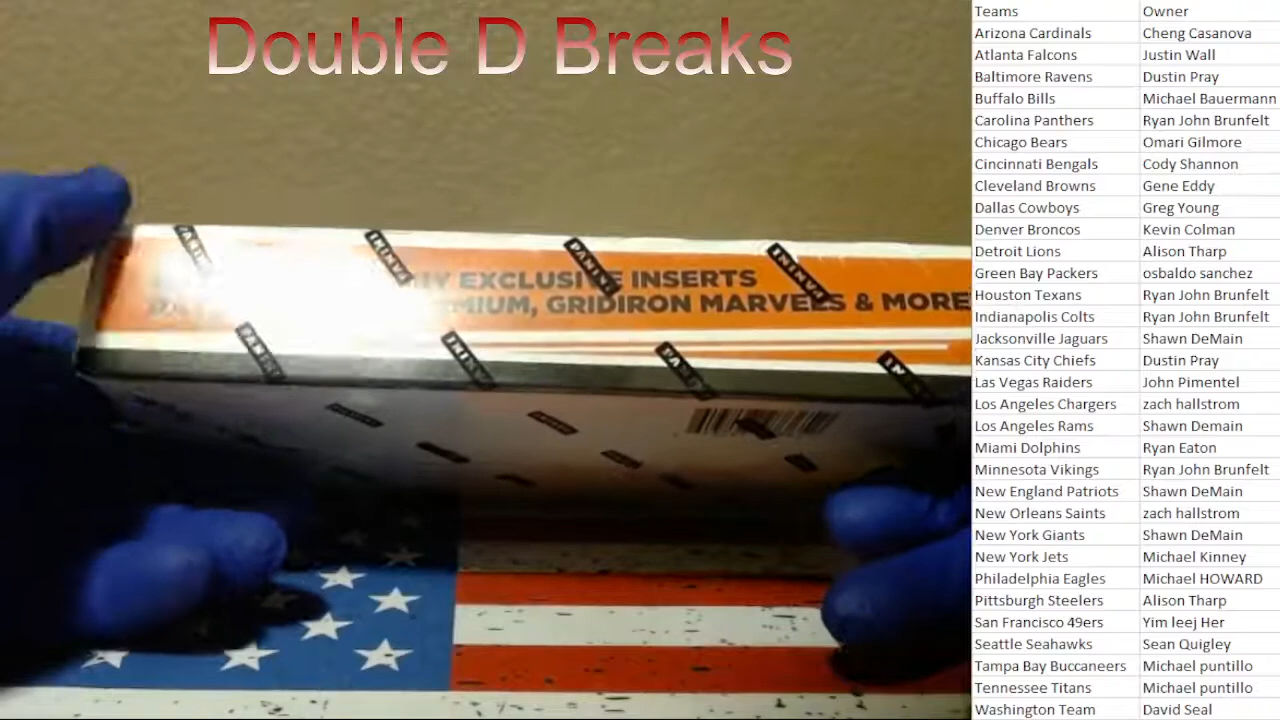 Double D Breaks
EXCLUSIVE INSERTS
GRIDIRON MARVELS & MORE
PANINI PANINI PANINI PANINI
PANINI PANINI PANINI PANINI
Teams Owner
Arizona Cardinals Cheng Casanova
Atlanta Falcons Justin Wall
Baltimore Ravens Dustin Pray
Buffalo Bills Michael Bauermann
Carolina Panthers Ryan John Brunfelt
Chicago Bears Omari Gilmore
Cincinnati Bengals Cody Shannon
Cleveland Browns Gene Eddy
Dallas Cowboys Greg Young
Denver Broncos Kevin Colman
Detroit Lions Alison Tharp
Green Bay Packers osbaldo sanchez
Houston Texans Ryan John Brunfelt
Indianapolis Colts Ryan John Brunfelt
Jacksonville Jaguars Shawn DeMain
Kansas City Chiefs Dustin Pray
Las Vegas Raiders John Pimentel
Los Angeles Chargers zach hallstrom
Los Angeles Rams Shawn Demain
Miami Dolphins Ryan Eaton
Minnesota Vikings Ryan John Brunfelt
New England Patriots Shawn DeMain
New Orleans Saints zach hallstrom
New York Giants Shawn DeMain
New York Jets Michael Kinney
Philadelphia Eagles Michael HOWARD
Pittsburgh Steelers Alison Tharp
San Francisco 49ers Yim leej Her
Seattle Seahawks Sean Quigley
Tampa Bay Buccaneers Michael puntillo
Tennessee Titans Michael puntillo
Washington Team David Seal